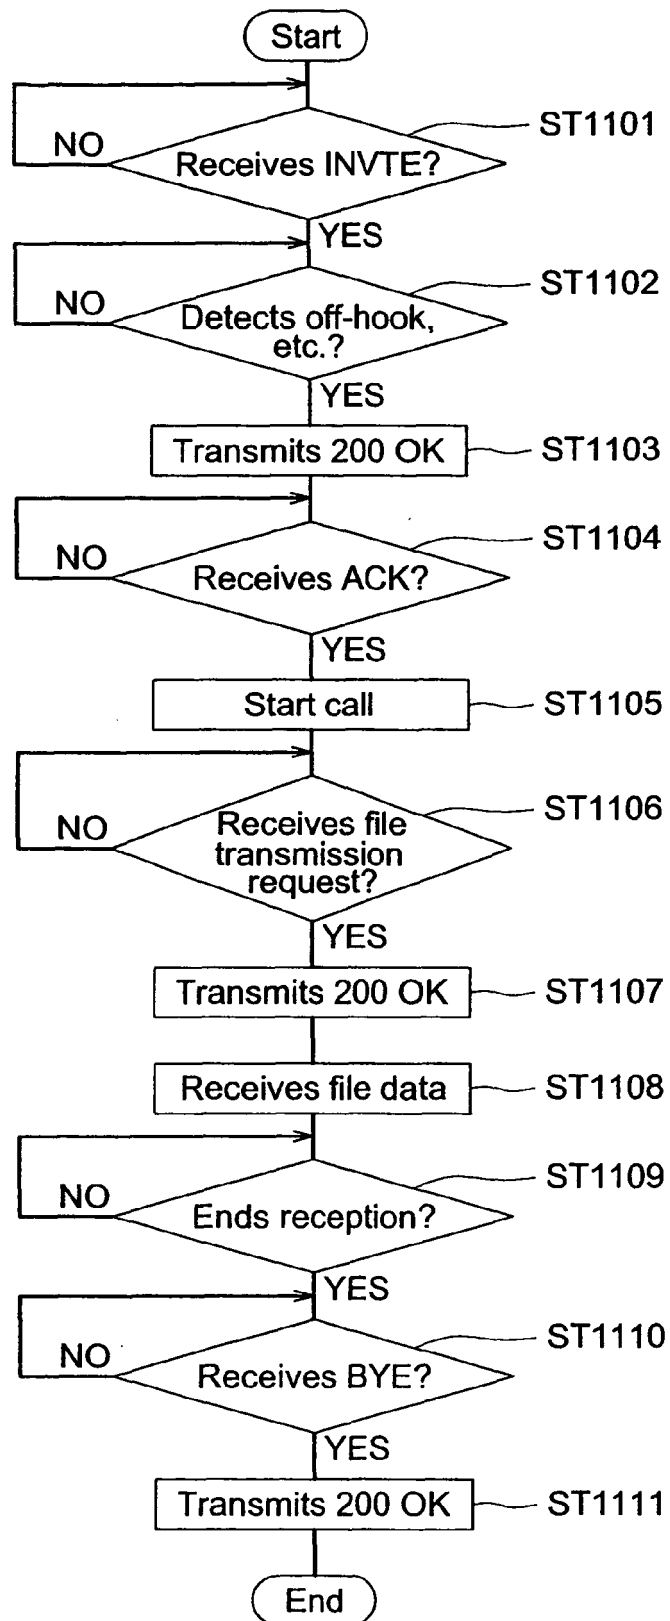 Start
ST1101
NO
Receives INVTE?
YES
ST1102
NO
Detects off-hook,
etc.?
YES
Transmits 200 OK
ST1103
ST1104
NO
Receives ACK?
YES
Start call
ST1105
ST1106
NO
Receives file
transmission
request?
YES
Transmits 200 OK
ST1107
Receives file data
ST1108
ST1109
NO
Ends reception?
YES
ST1110
NO
Receives BYE?
YES
Transmits 200 OK
ST1111
End